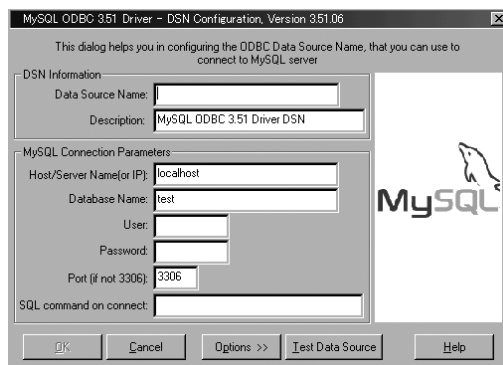 MySQL ODBC 3.51 Driver - DSN Configuration, Version 3.51.06
This dialog helps you in configuring the ODBC Data Source Name, that you can use to
connect to MySQL server
DSN Information
Data Source Name:
Description: MySQL ODBC 3.51 Driver DSN
MySQL Connection Parameters
Host/Server Name(or IP): localhost
Database Name: test
User:
Password:
Port (if not 3306): 3306
SQL command on connect:
MySQL
OK Cancel Options >> Test Data Source Help